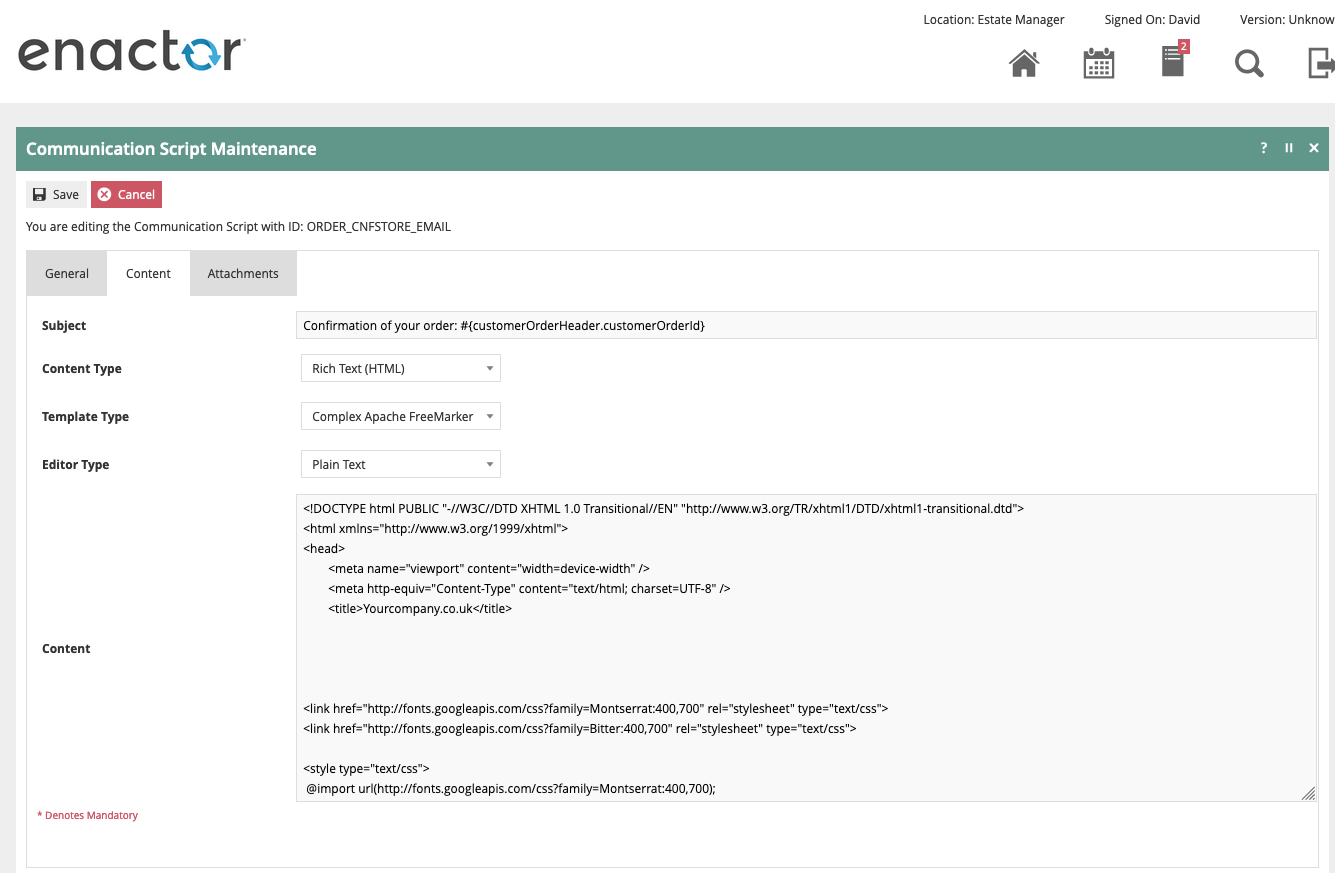 Location: Estate Manager Signed On: David Version: Unknow
enactor
2
Communication Script Maintenance
?
Save Cancel
You are editing the Communication Script with ID: ORDER_CNFSTORE_EMAIL
General Content Attachments
Subject Confirmation of your order: #{customerOrderHeader.customerOrderId}
Content Type Rich Text (HTML)
Template Type Complex Apache FreeMarker
Editor Type Plain Text
Content
<!DOCTYPE html PUBLIC "-//W3C//DTD XHTML 1.0 Transitional//EN" "http://www.w3.org/TR/xhtml1/DTD/xhtml1-transitional.dtd">
<html xmlns="http://www.w3.org/1999/xhtml">
<head>
<meta name="viewport" content="width=device-width" />
<meta http-equiv="Content-Type" content="text/html; charset=UTF-8" />
<title>Yourcompany.co.uk</title>
<link href="http://fonts.googleapis.com/css?family=Montserrat:400,700" rel="stylesheet" type="text/css">
<link href="http://fonts.googleapis.com/css?family=Bitter:400,700" rel="stylesheet" type="text/css">
<style type="text/css">
@import url(http://fonts.googleapis.com/css?family=Montserrat:400,700);
* Denotes Mandatory